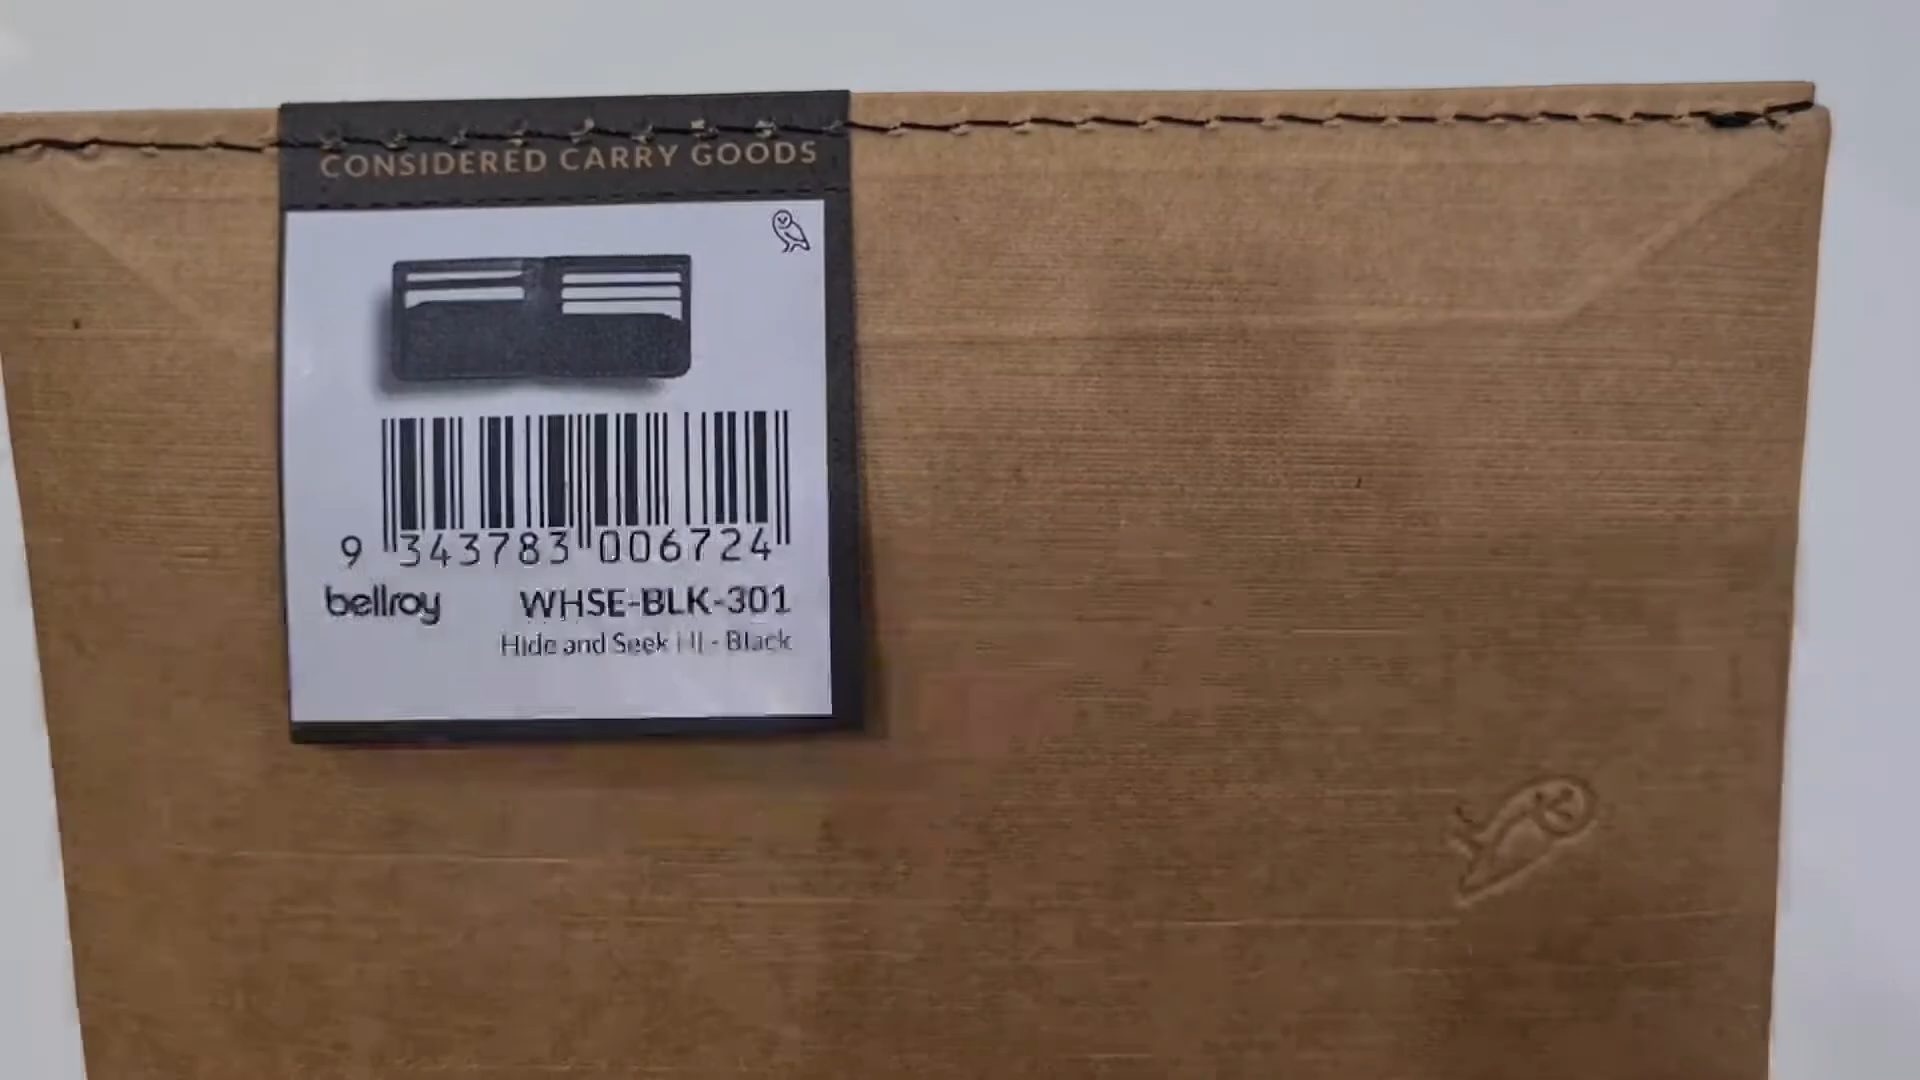 CONSIDERED CARRY GOODS
9 343783 006724
bellroy
WHSE-BLK-301
Hide and Seek HI - Black